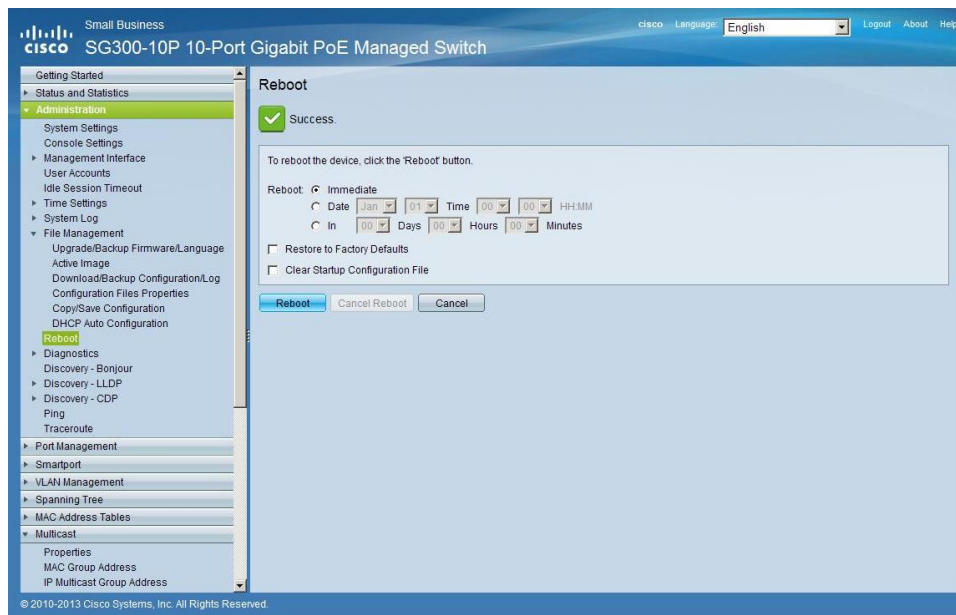 Small Business
CISCO SG300-10P 10-Port Gigabit PoE Managed Switch
cisco Language: English Logout About Help
Getting Started
Status and Statistics
Administration
System Settings
Console Settings
Management Interface
User Accounts
Idle Session Timeout
Time Settings
System Log
File Management
Upgrade/Backup Firmware/Language
Active Image
Download/Backup Configuration/Log
Configuration Files Properties
Copy/Save Configuration
DHCP Auto Configuration
Reboot
Diagnostics
Discovery - Bonjour
Discovery - LLDP
Discovery - CDP
Ping
Traceroute
Port Management
Smartport
VLAN Management
Spanning Tree
MAC Address Tables
Multicast
Properties
MAC Group Address
IP Multicast Group Address
Reboot
Success.
To reboot the device, click the 'Reboot' button.
Reboot: Immediate
Date Jan 01 Time 00 00 HH:MM
In 00 Days 00 Hours 00 Minutes
Restore to Factory Defaults
Clear Startup Configuration File
Reboot Cancel Reboot Cancel
© 2010-2013 Cisco Systems, Inc. All Rights Reserved.